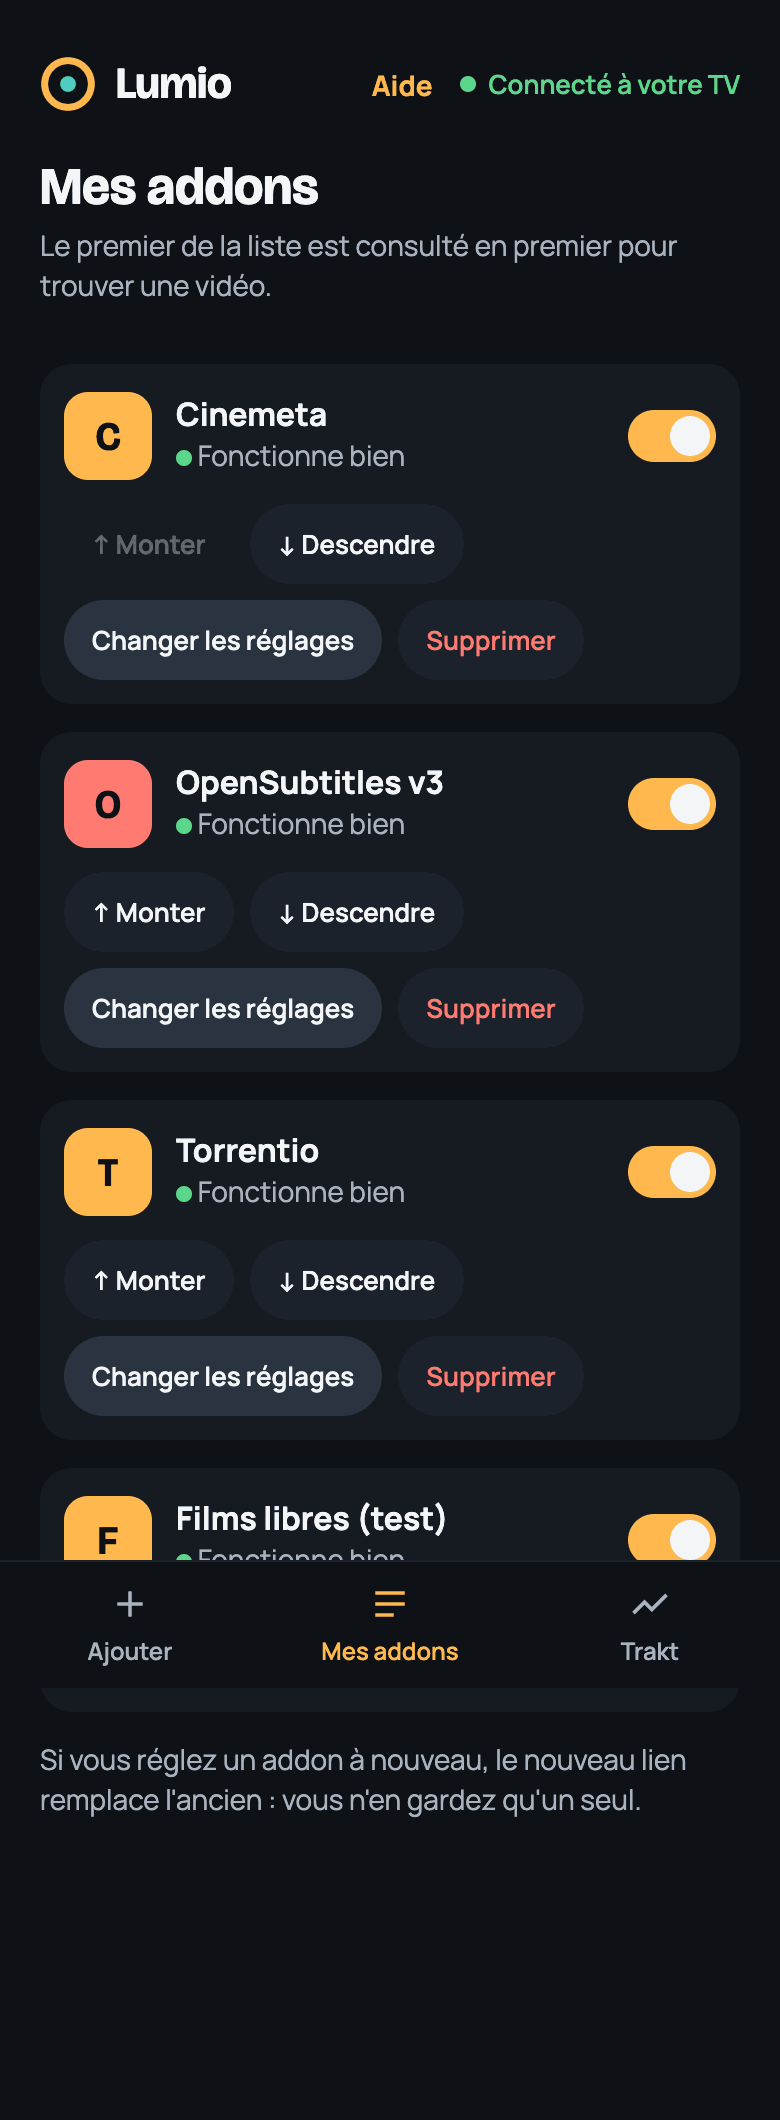 Lumio
Aide
Connecté à votre TV
Mes addons
Le premier de la liste est consulté en premier pour
trouver une vidéo.
C
Cinemeta
Fonctionne bien
↑ Monter
↓ Descendre
Changer les réglages
Supprimer
O
OpenSubtitles v3
Fonctionne bien
↑ Monter
↓ Descendre
Changer les réglages
Supprimer
T
Torrentio
Fonctionne bien
↑ Monter
↓ Descendre
Changer les réglages
Supprimer
F
Films libres (test)
Fonctionne bien
Ajouter
Mes addons
Trakt
Si vous réglez un addon à nouveau, le nouveau lien
remplace l'ancien : vous n'en gardez qu'un seul.